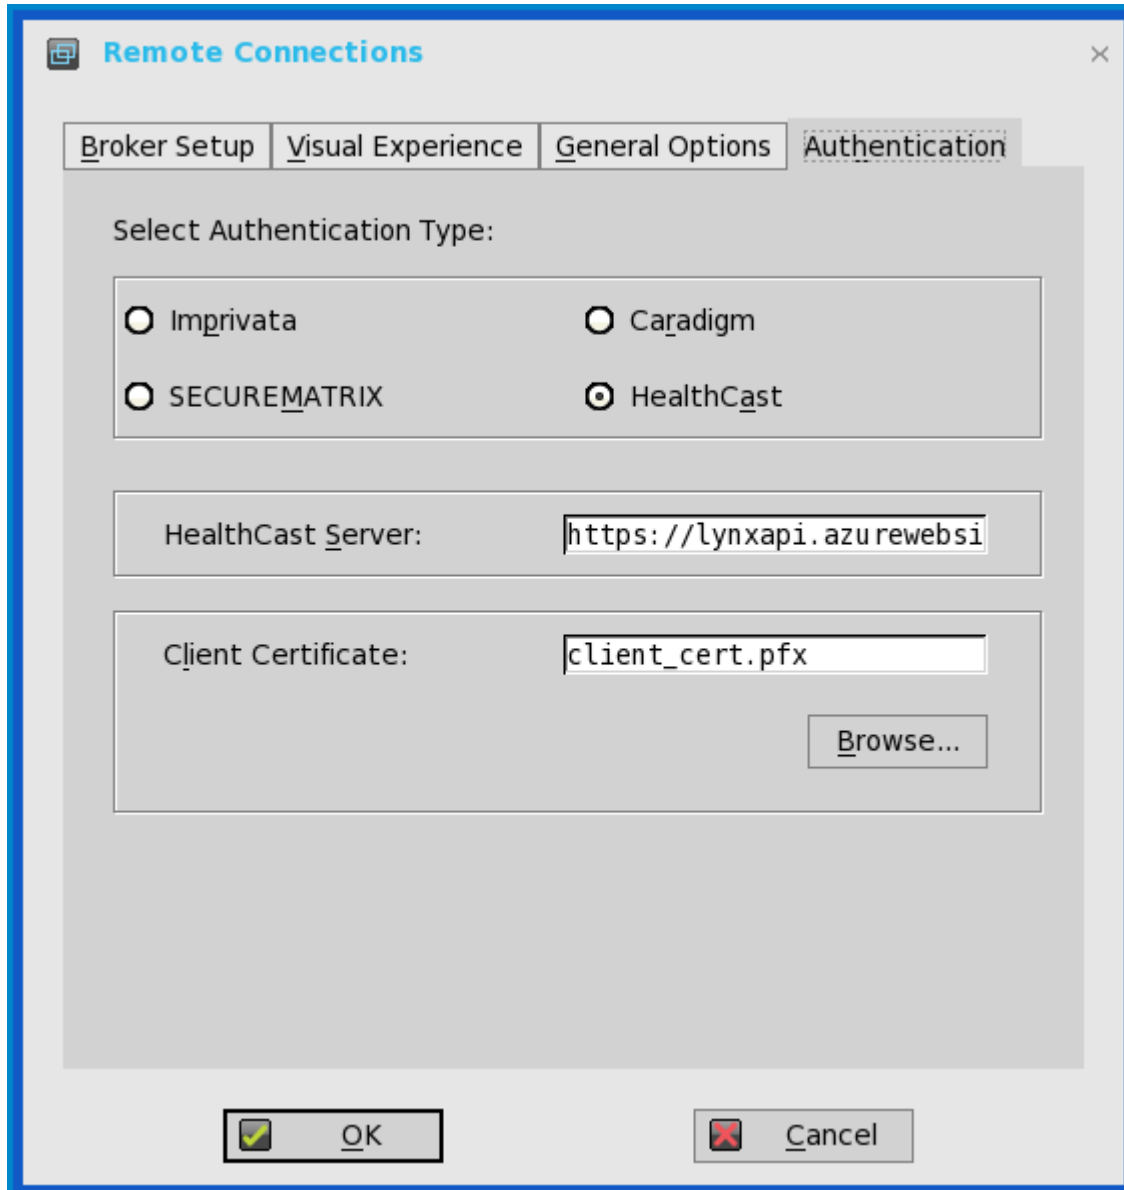 Remote Connections
Broker Setup Visual Experience General Options Authentication
Select Authentication Type:
Imprivata Caradigm
SECUREMATRIX HealthCast
HealthCast Server: https://lynxapi.azurewebsi
Client Certificate: client_cert.pfx
Browse...
OK Cancel